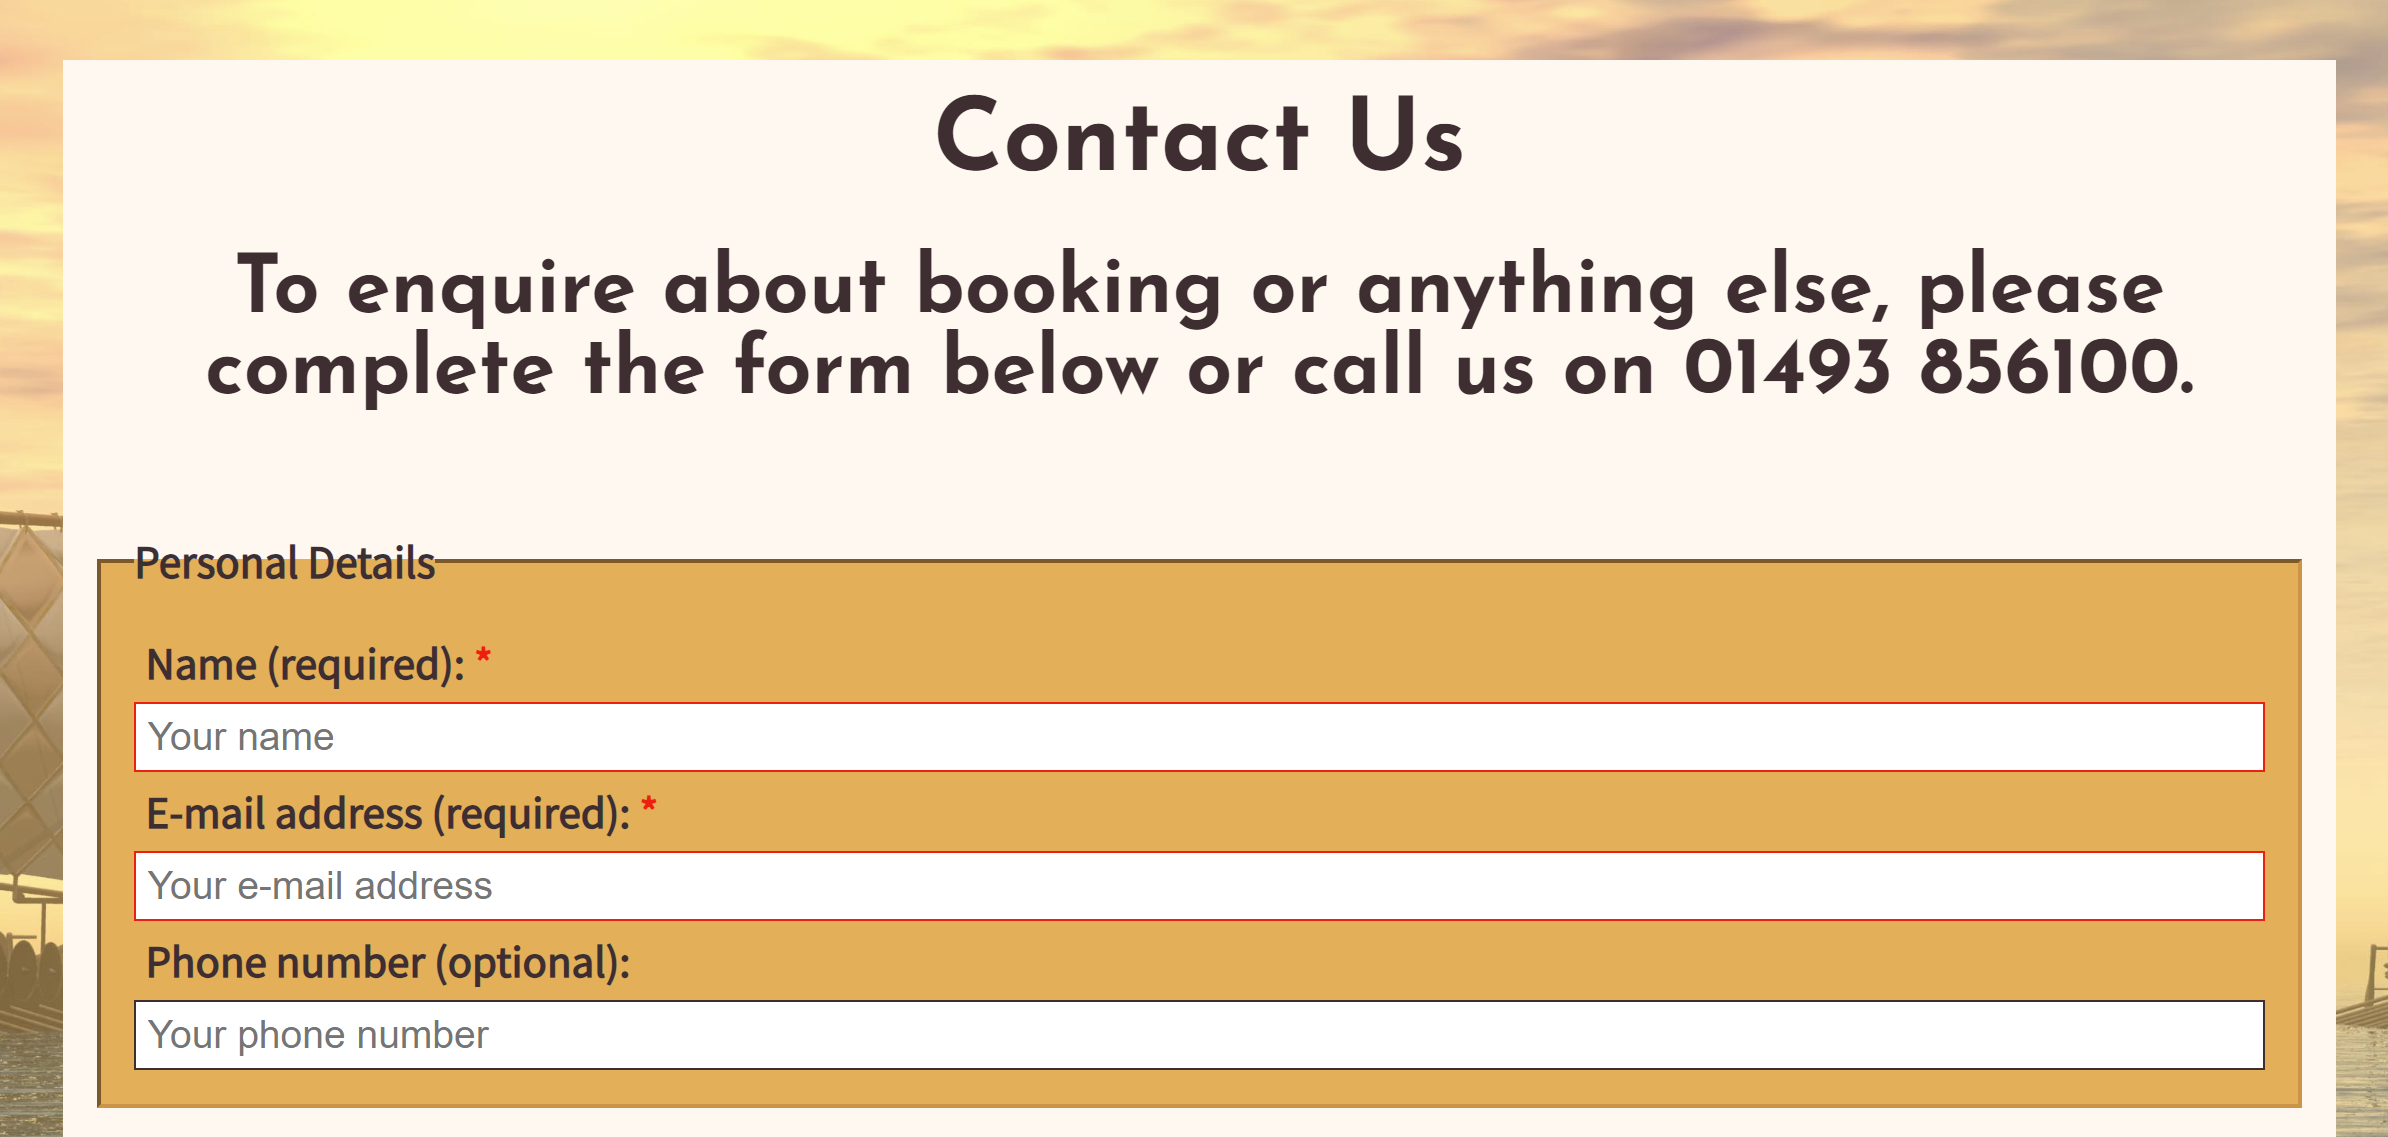 Contact Us
To enquire about booking or anything else, please
complete the form below or call us on 01493 856100.
Personal Details
Name (required): *
Your name
E-mail address (required): *
Your e-mail address
Phone number (optional):
Your phone number